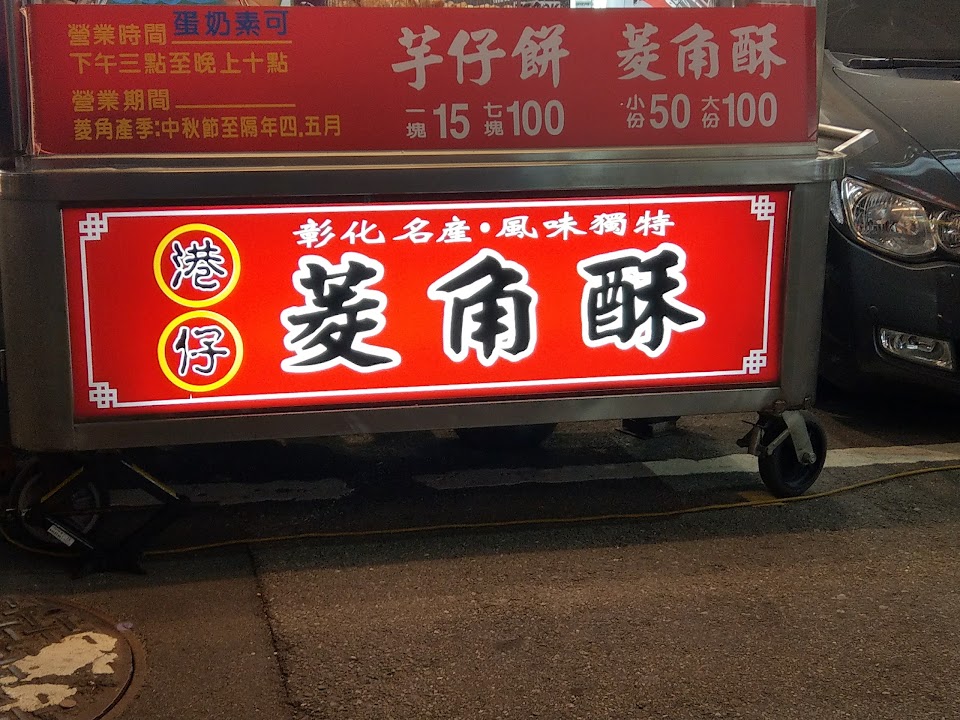 營業時間 蛋奶素可
下午三點至晚上十點
營業期間
菱角產季:中秋節至隔年四.五月
芋仔餅
一塊15 七塊100
菱角酥
小份50 大份100
港仔
彰化名產•風味獨特
菱角酥